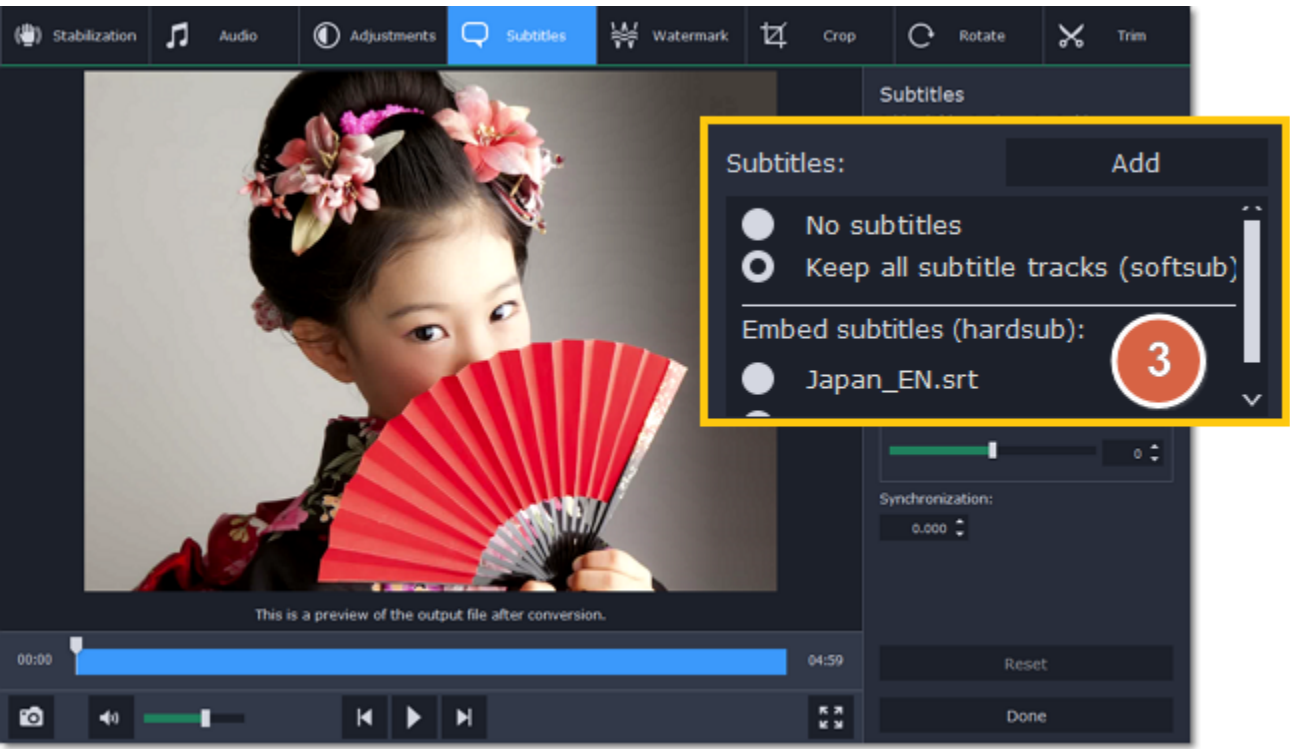 Stabilization
Audio
Adjustments
Subtitles
Watermark
Crop
Rotate
Trim
Subtitles
Subtitles:
Add
No subtitles
Keep all subtitle tracks (softsub)
Embed subtitles (hardsub):
3
Japan_EN.srt
0
Synchronization:
0.000
This is a preview of the output file after conversion.
00:00
04:59
Reset
Done